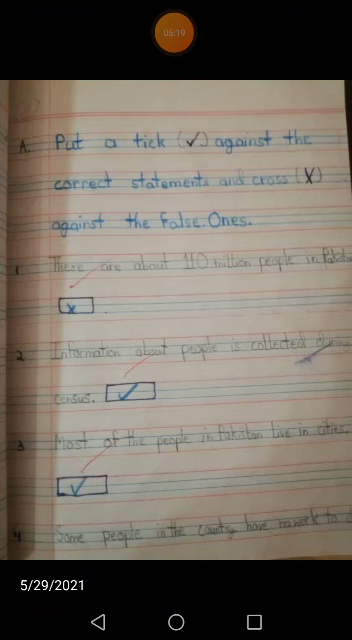 05:19
A. Put a tick (✓) against the
correct statements and cross (X)
against the false Ones.
1 There are about 110 million people in Pakistan
x
2 Information about people is collected during
census. ✓
3 Most of the people in Pakistan live in cities.
✓
4 Some people in the country have no work to
5/29/2021